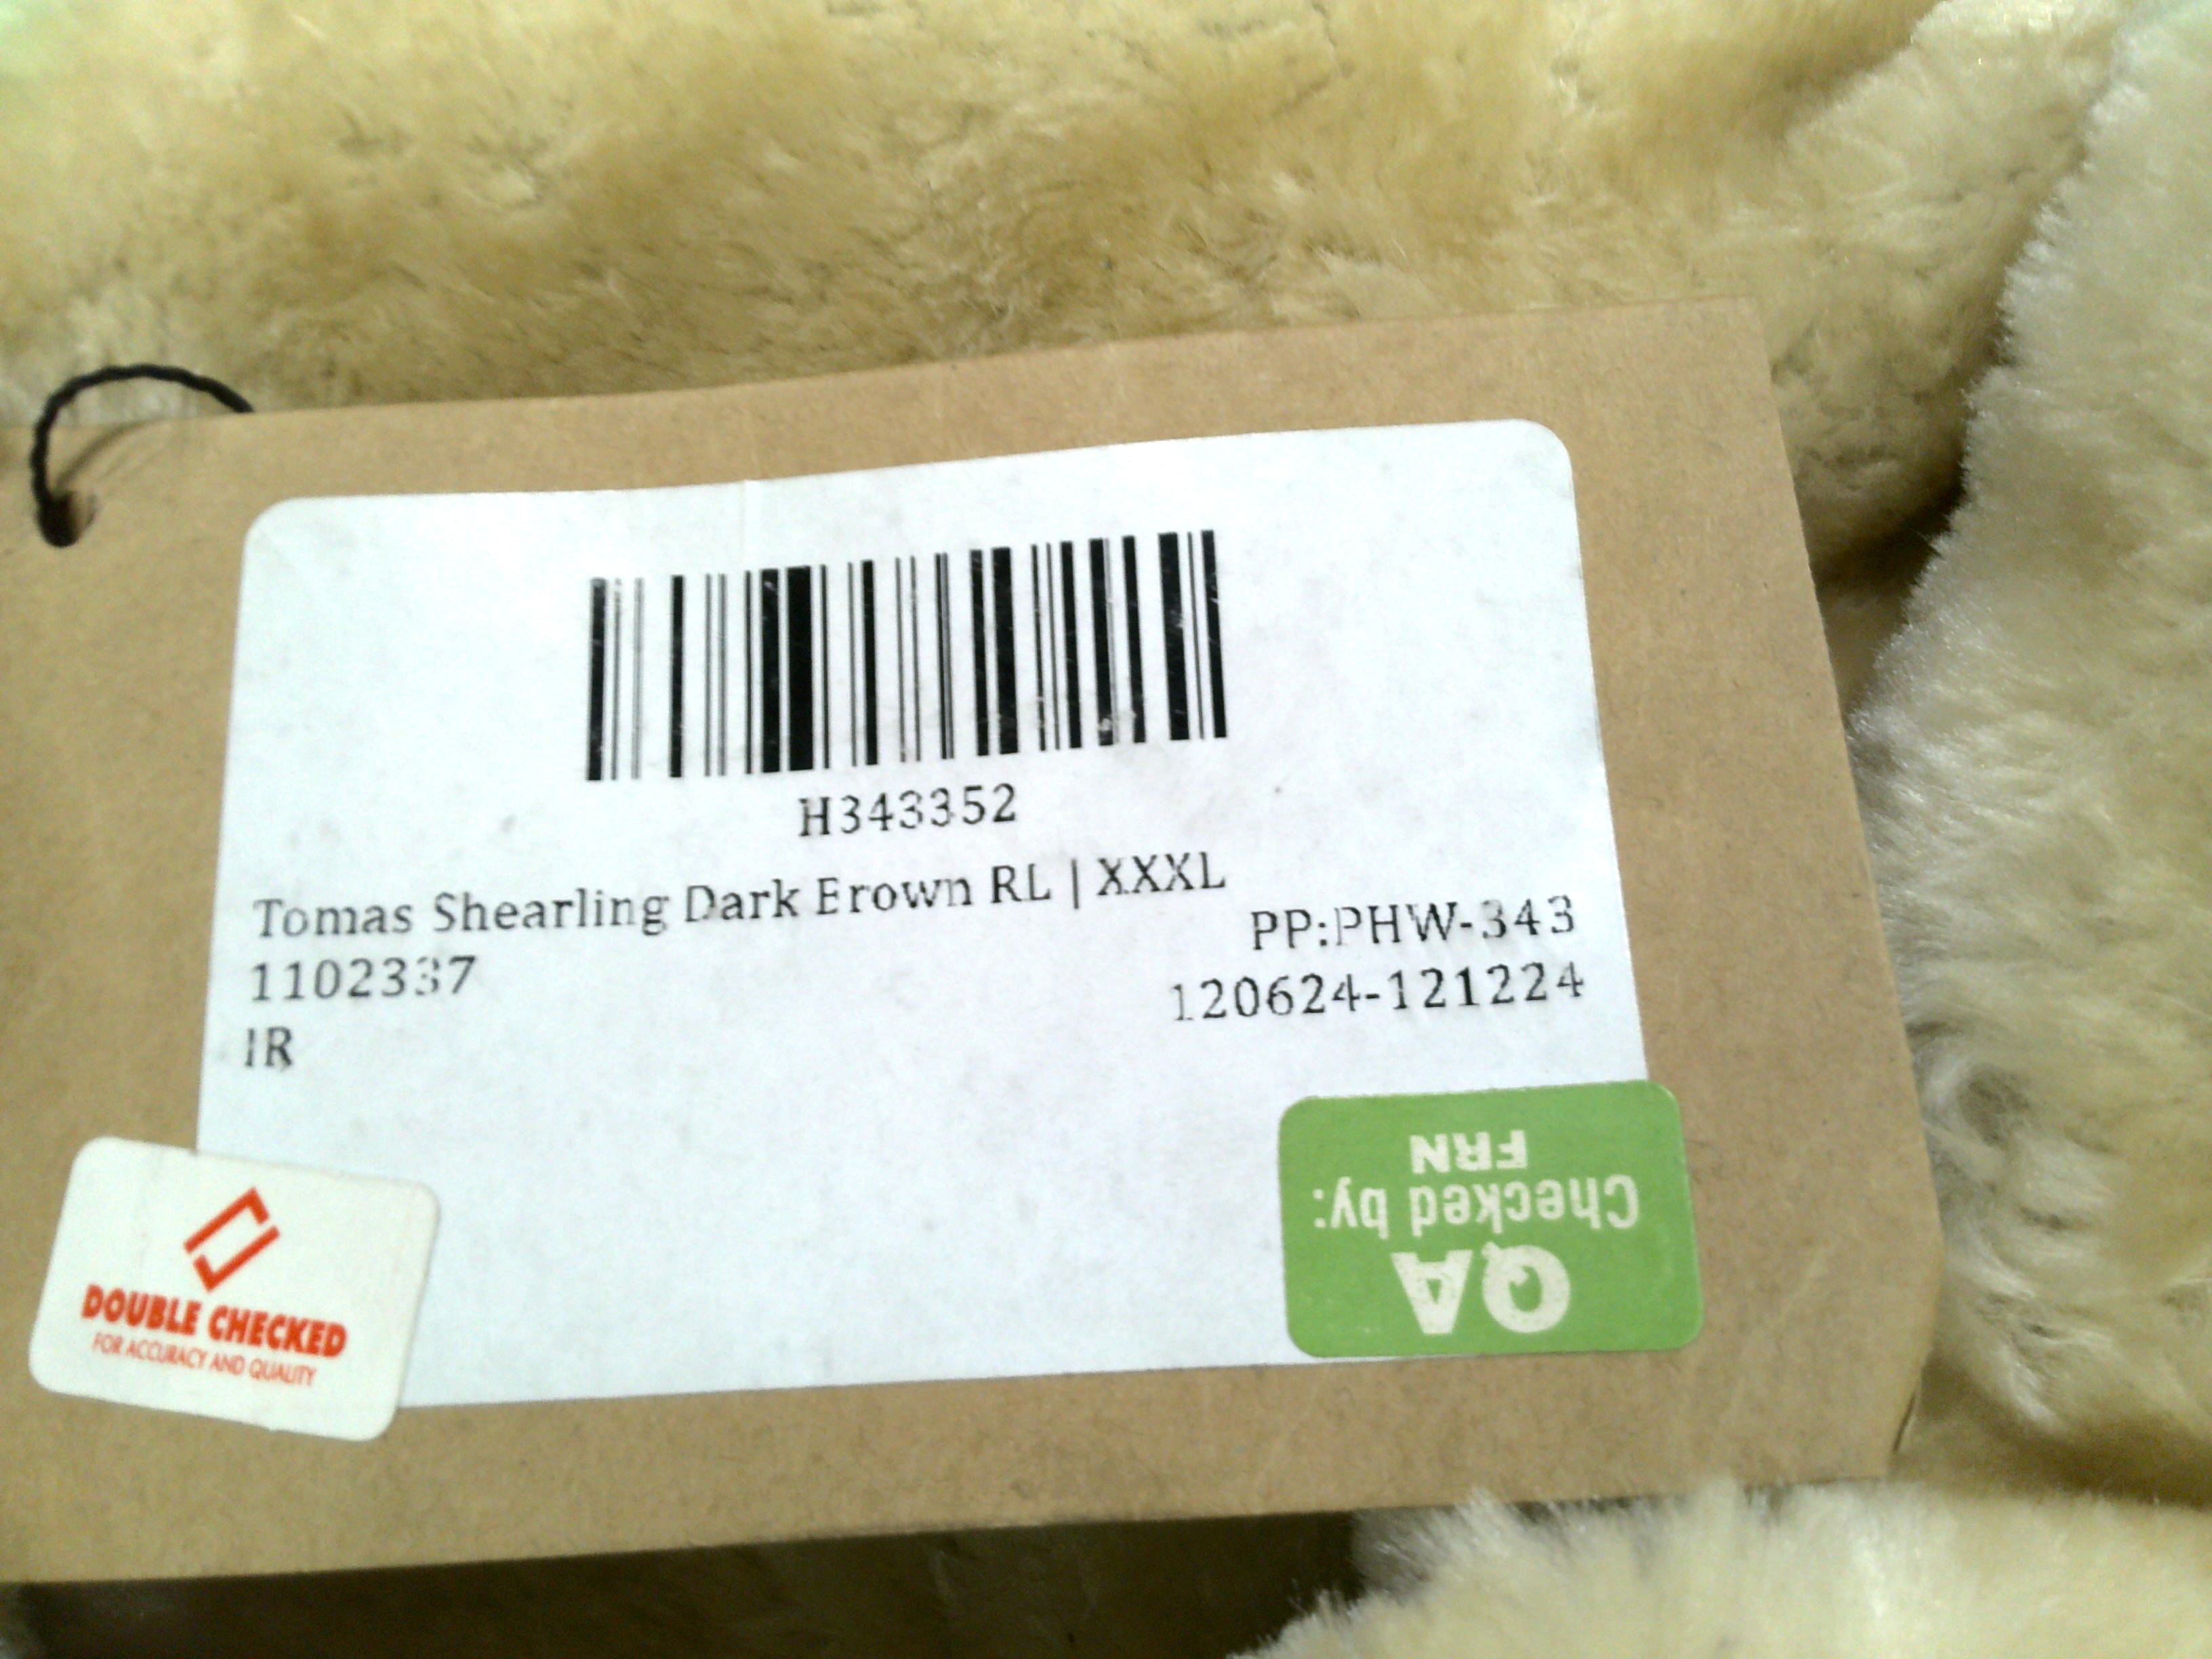 H343352
Tomas Shearling Dark Brown RL | XXXL
PP:PHW-343
1102337
120624-121224
IR
DOUBLE CHECKED
FOR ACCURACY AND QUALITY
QA
Checked by:
FRN